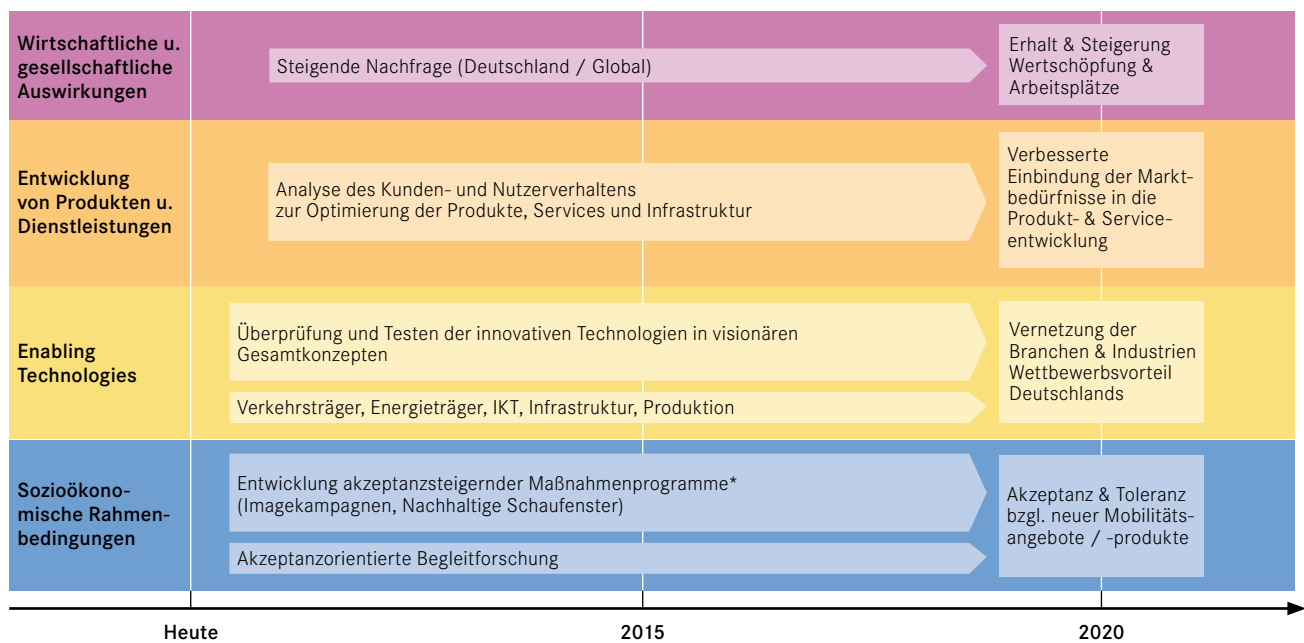 Wirtschaftliche u.
gesellschaftliche
Auswirkungen
Steigende Nachfrage (Deutschland / Global)
Erhalt & Steigerung
Wertschöpfung &
Arbeitsplätze
Entwicklung
von Produkten u.
Dienstleistungen
Analyse des Kunden- und Nutzerverhaltens
zur Optimierung der Produkte, Services und Infrastruktur
Verbesserte
Einbindung der Markt-
bedürfnisse in die
Produkt- & Service-
entwicklung
Enabling
Technologies
Überprüfung und Testen der innovativen Technologien in visionären
Gesamtkonzepten
Verkehrsträger, Energieträger, IKT, Infrastruktur, Produktion
Vernetzung der
Branchen & Industrien
Wettbewerbsvorteil
Deutschlands
Sozioökono-
mische Rahmen-
bedingungen
Entwicklung akzeptanzsteigernder Maßnahmenprogramme*
(Imagekampagnen, Nachhaltige Schaufenster)
Akzeptanzorientierte Begleitforschung
Akzeptanz & Toleranz
bzgl. neuer Mobilitäts-
angebote / -produkte
Heute
2015
2020